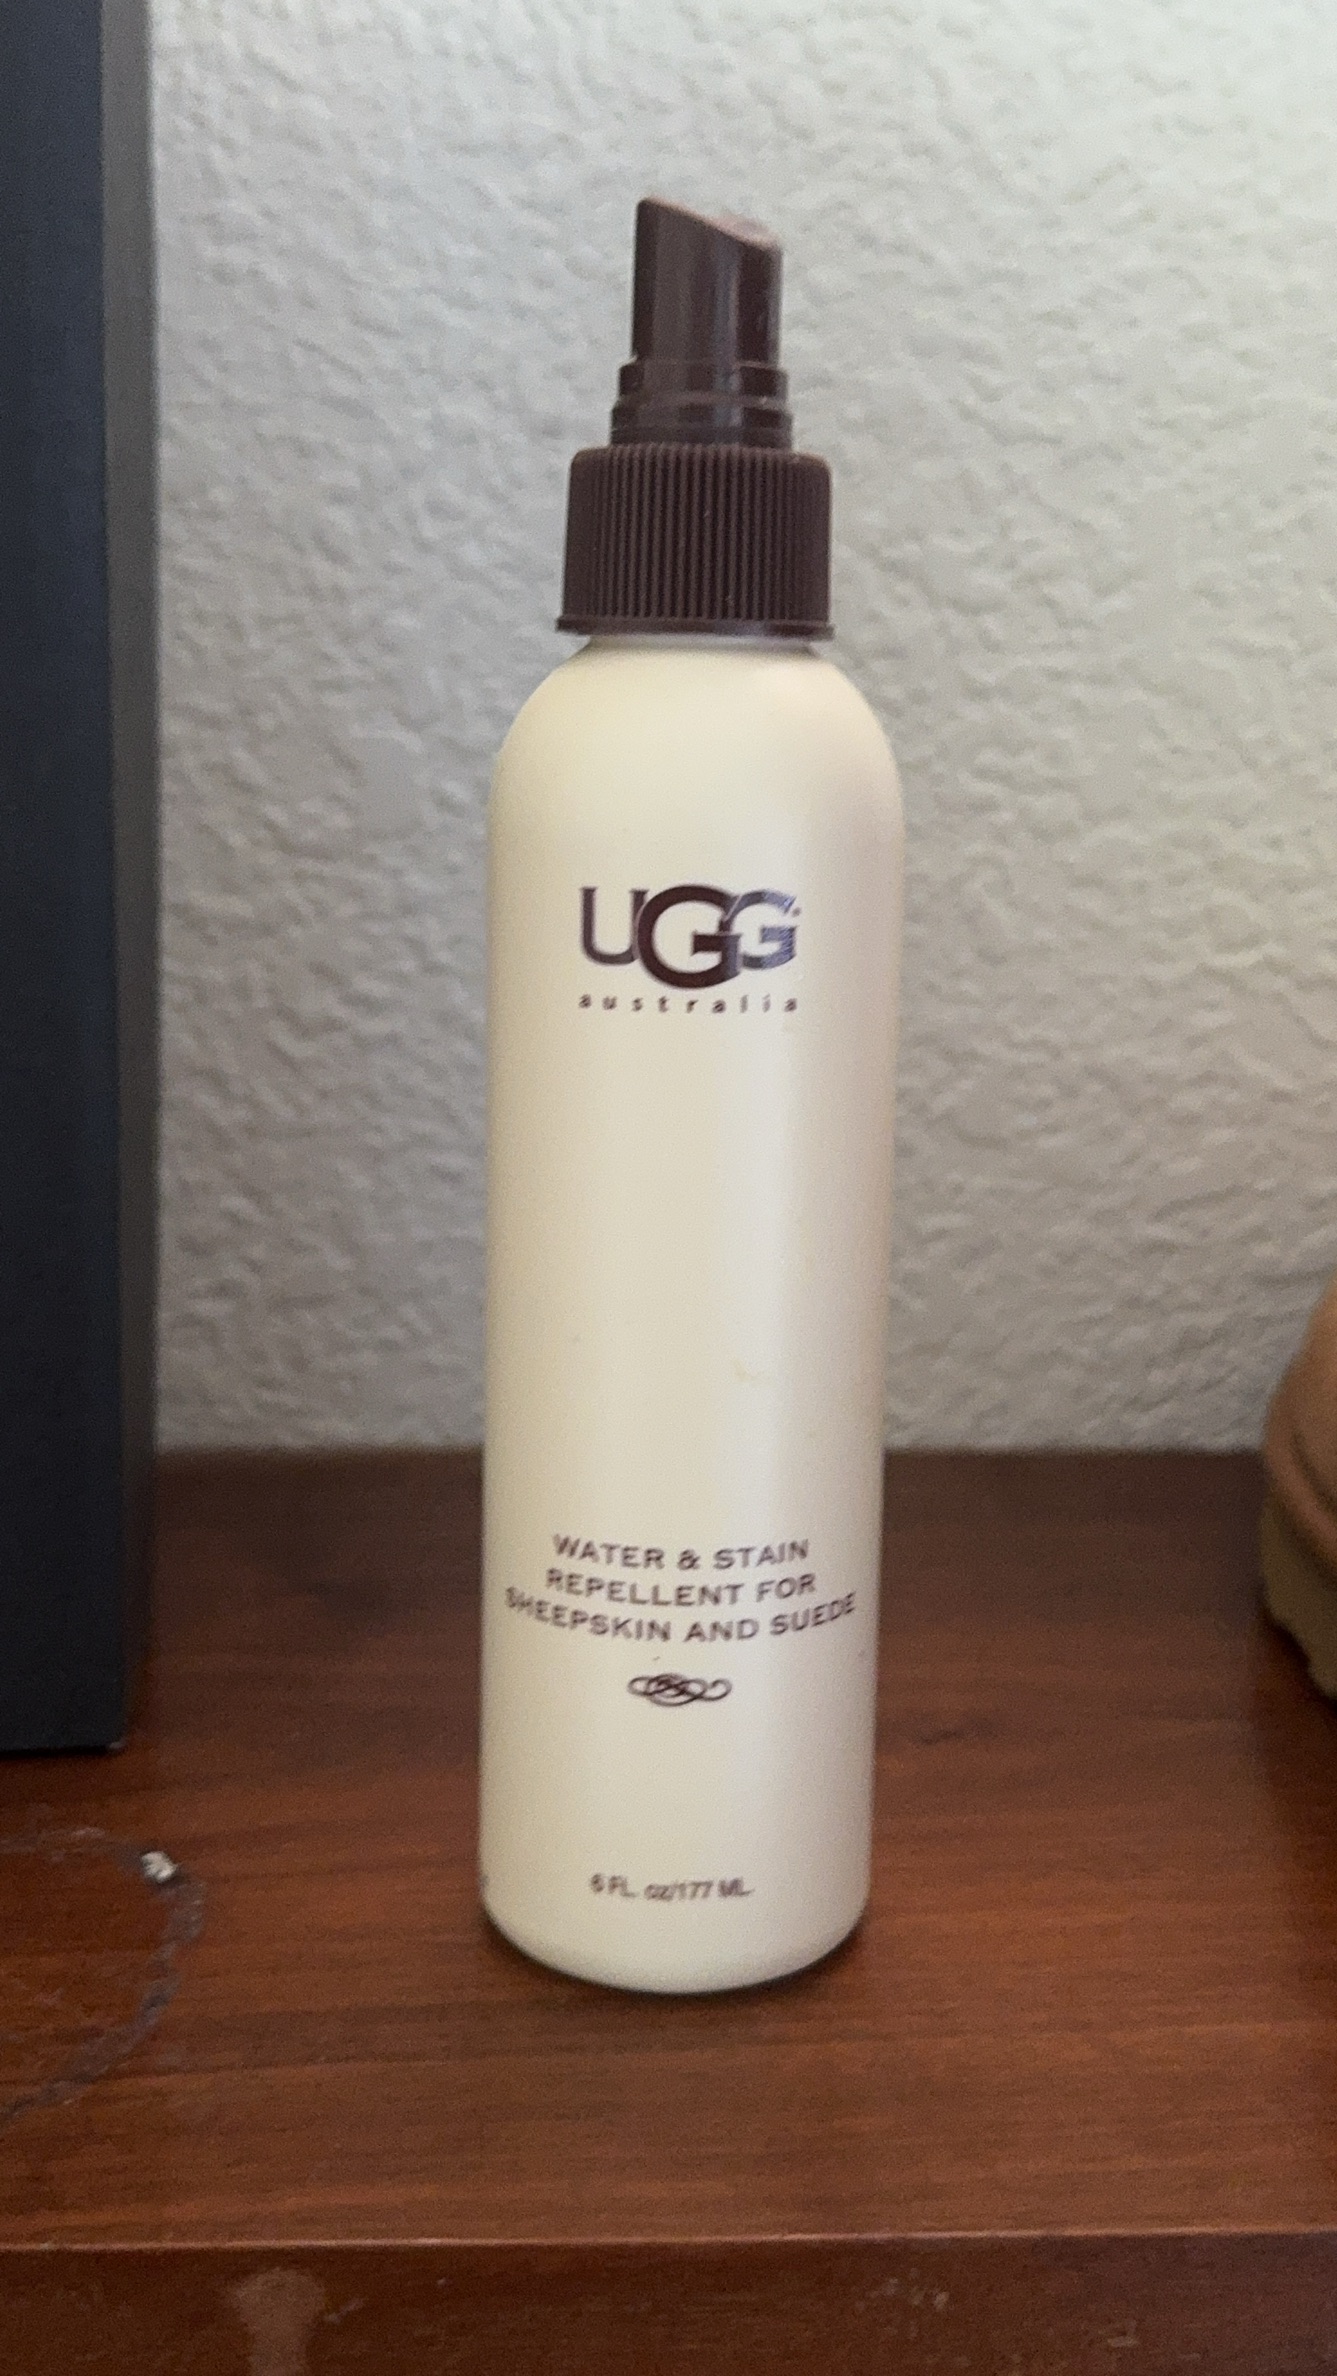 UGG®
australia
WATER & STAIN
REPELLENT FOR
SHEEPSKIN AND SUEDE
6 FL. oz/177 ML.